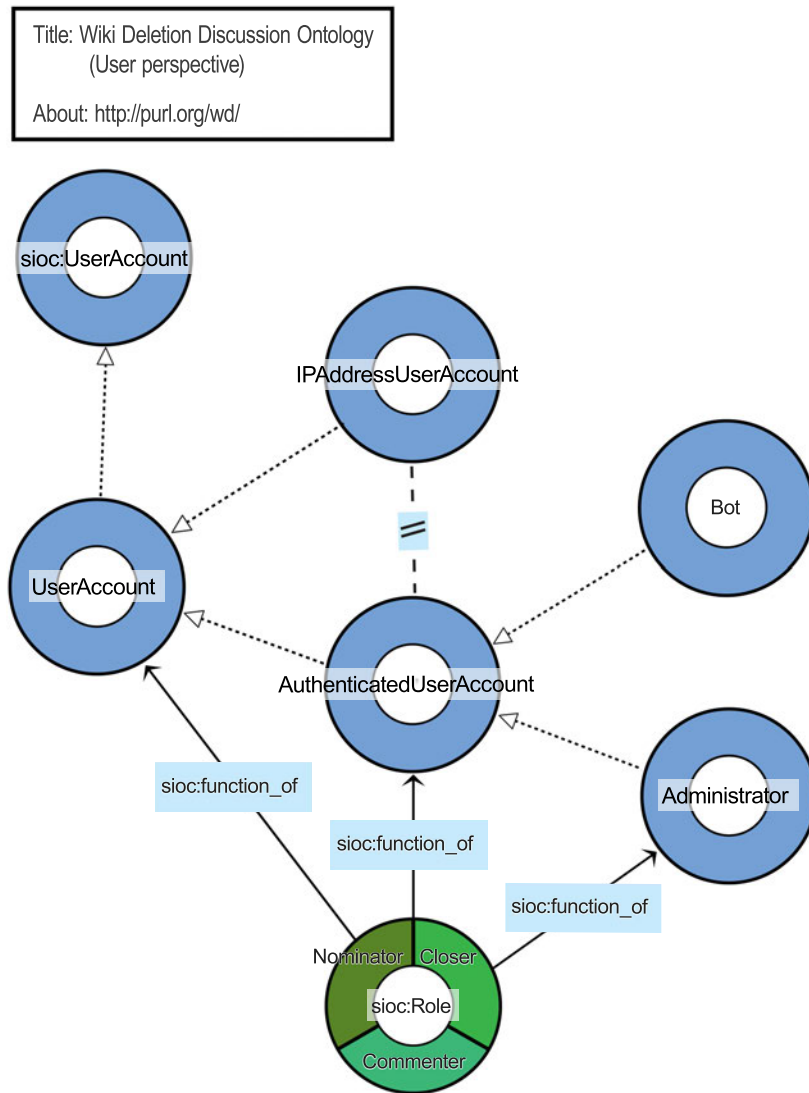 Title: Wiki Deletion Discussion Ontology
(User perspective)
About: http://purl.org/wd/
sioc:UserAccount
IPAddressUserAccount
Bot
UserAccount
AuthenticatedUserAccount
Administrator
sioc:function_of
sioc:function_of
sioc:function_of
Nominator
Closer
sioc:Role
Commenter